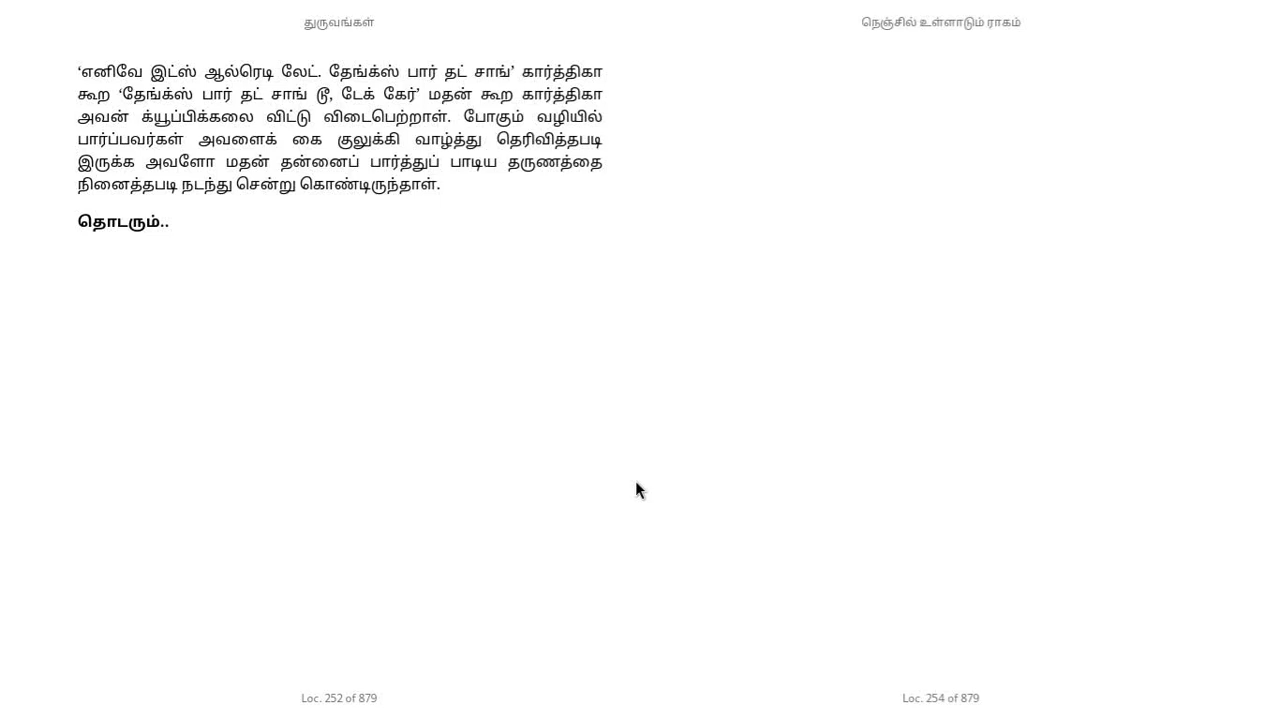 துருவங்கள்
நெஞ்சில் உள்ளாடும் ராகம்
‘எனிவே இட்ஸ் ஆல்ரெடி லேட். தேங்க்ஸ் பார் தட் சாங்’ கார்த்திகா
கூற ‘தேங்க்ஸ் பார் தட் சாங் டூ, டேக் கேர்’ மதன் கூற கார்த்திகா
அவன் க்யூப்பிக்கலை விட்டு விடைபெற்றாள். போகும் வழியில்
பார்ப்பவர்கள் அவளைக் கை குலுக்கி வாழ்த்து தெரிவித்தபடி
இருக்க அவளோ மதன் தன்னைப் பார்த்துப் பாடிய தருணத்தை
நினைத்தபடி நடந்து சென்று கொண்டிருந்தாள்.
தொடரும்..
Loc. 252 of 879
Loc. 254 of 879